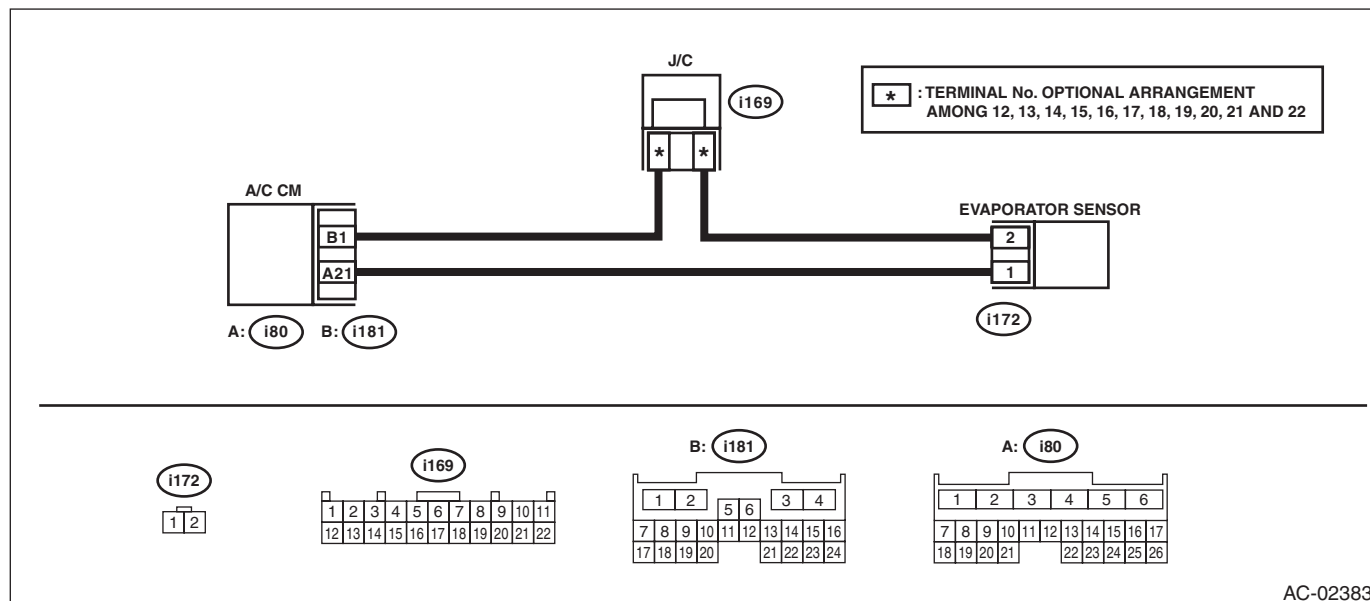 J/C
i169
* : TERMINAL No. OPTIONAL ARRANGEMENT
AMONG 12, 13, 14, 15, 16, 17, 18, 19, 20, 21 AND 22
* *
A/C CM
EVAPORATOR SENSOR
B1
2
A21
1
A: i80 B: i181
i172
i172
1 2
i169
1 2 3 4 5 6 7 8 9 10 11
12 13 14 15 16 17 18 19 20 21 22
B: i181
1 2 3 4
5 6
7 8 9 10 11 12 13 14 15 16
17 18 19 20 21 22 23 24
A: i80
1 2 3 4 5 6
7 8 9 10 11 12 13 14 15 16 17
18 19 20 21 22 23 24 25 26
AC-02383